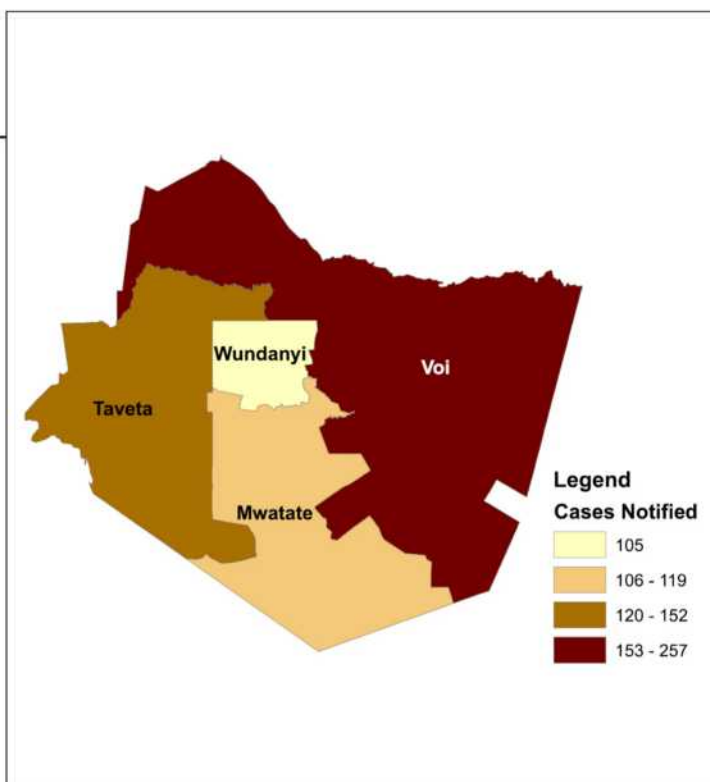 Wundanyi
Voi
Taveta
Mwatate
Legend
Cases Notified
105
106 - 119
120 - 152
153 - 257